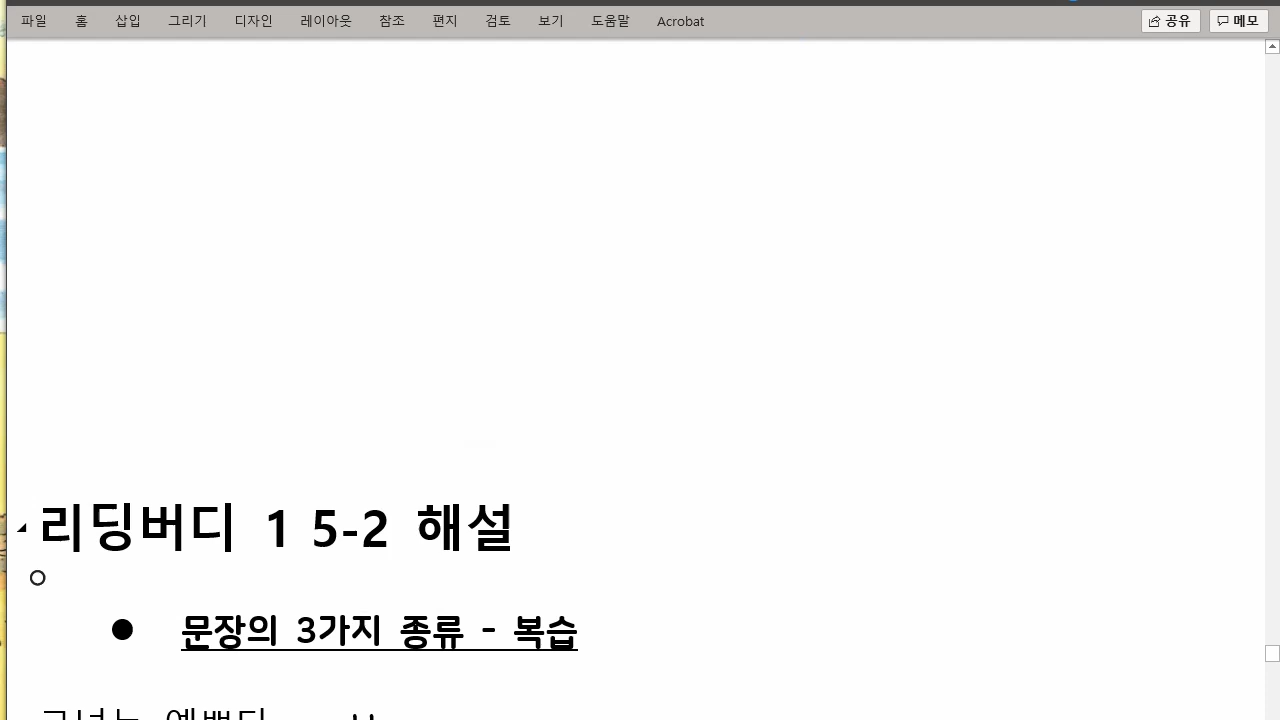 파일 홈 삽입 그리기 디자인 레이아웃 참조 편지 검토 보기 도움말 Acrobat 공유 메모
리딩버디 1 5-2 해설
문장의 3가지 종류 - 복습